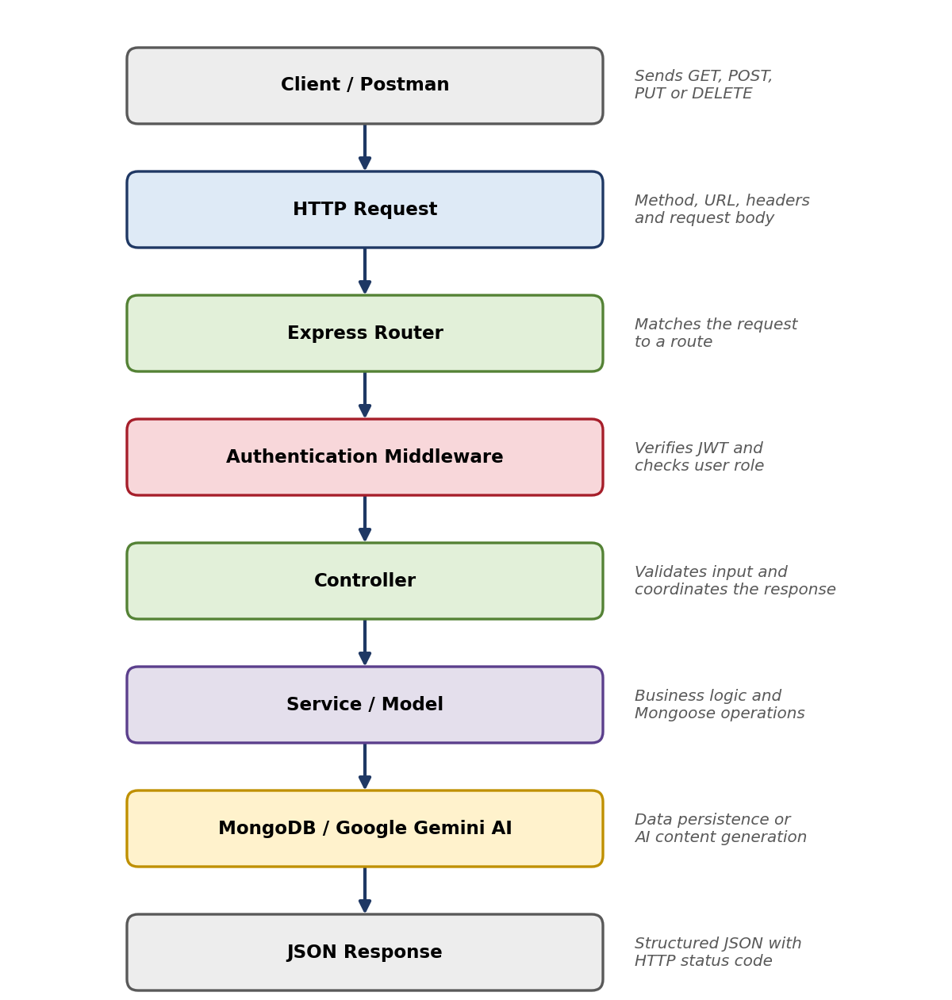 Client / Postman
Sends GET, POST,
PUT or DELETE
HTTP Request
Method, URL, headers
and request body
Express Router
Matches the request
to a route
Authentication Middleware
Verifies JWT and
checks user role
Controller
Validates input and
coordinates the response
Service / Model
Business logic and
Mongoose operations
MongoDB / Google Gemini AI
Data persistence or
AI content generation
JSON Response
Structured JSON with
HTTP status code